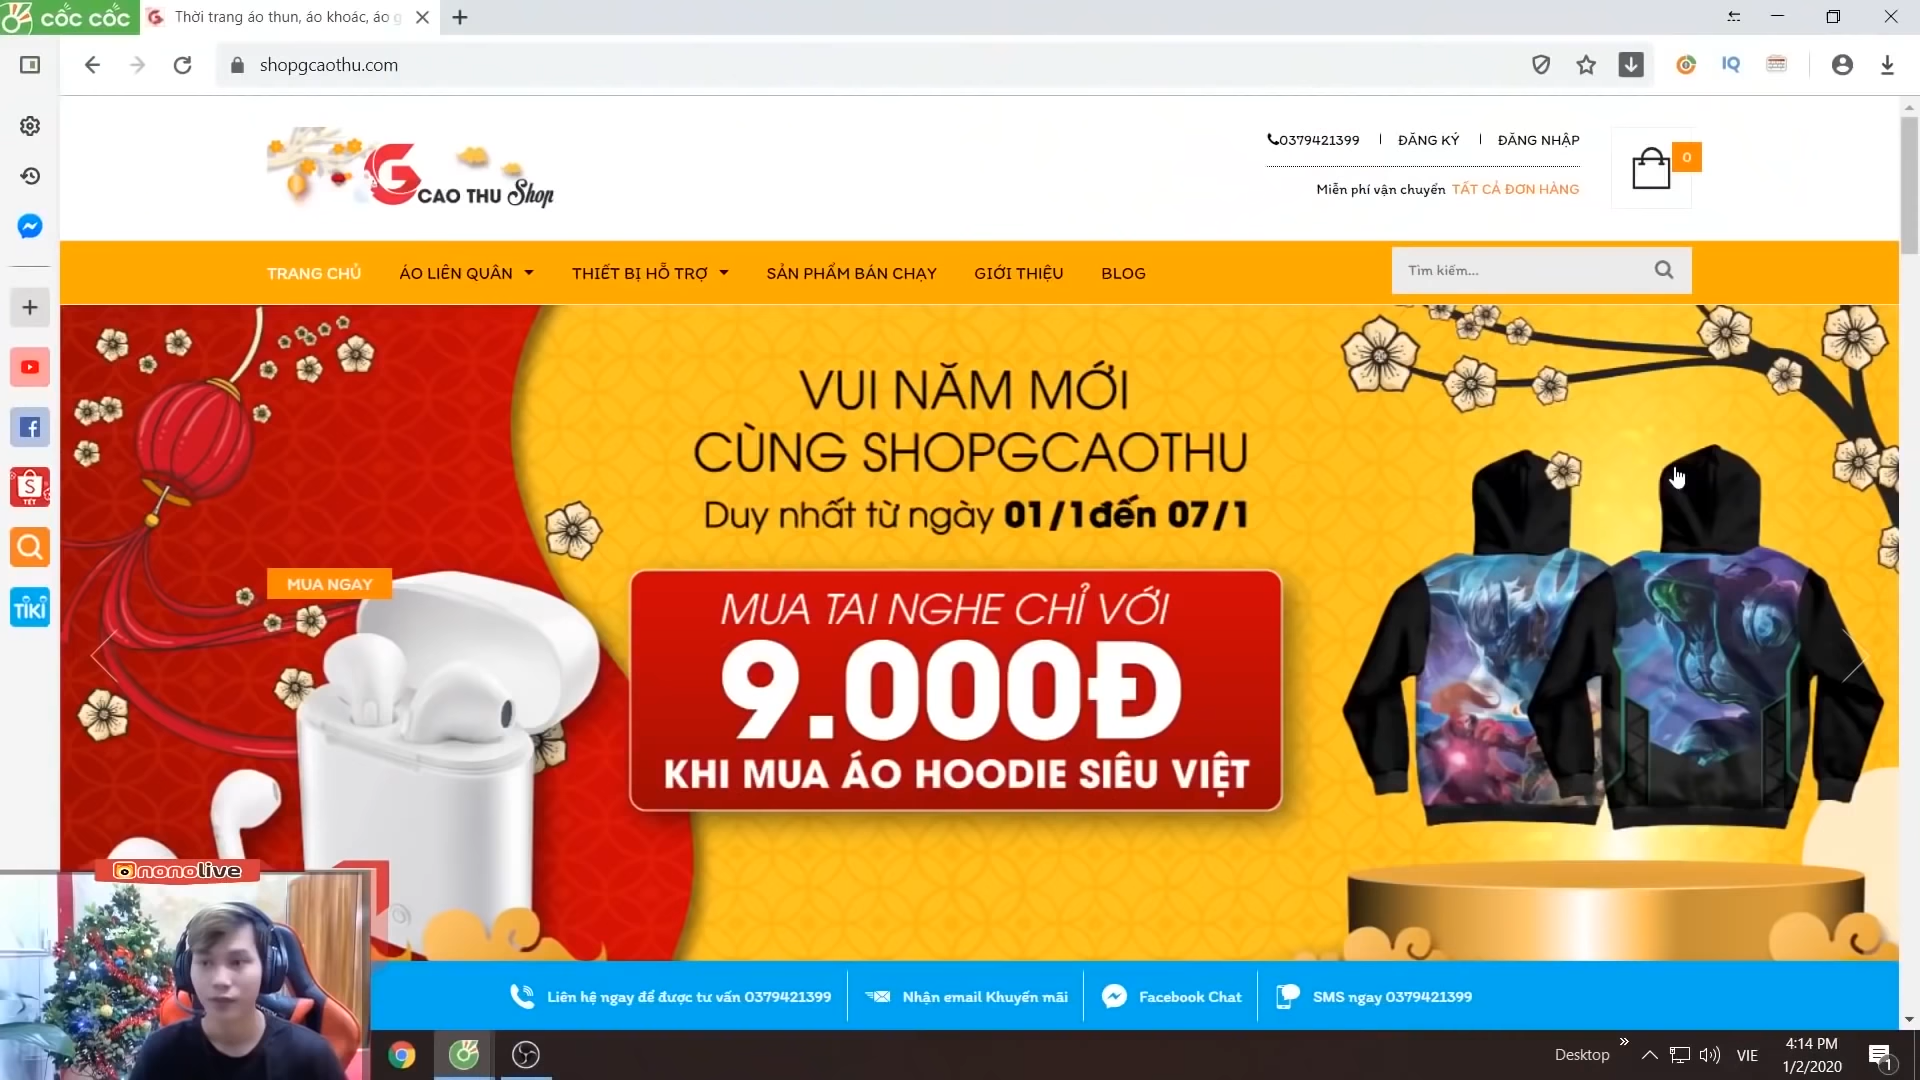 cốc cốc
Thời trang áo thun, áo khoác, áo g
shopgcaothu.com
IQ
G CAO THU Shop
0379421399 | ĐĂNG KÝ | ĐĂNG NHẬP
Miễn phí vận chuyển TẤT CẢ ĐƠN HÀNG
0
TRANG CHỦ ÁO LIÊN QUÂN THIẾT BỊ HỖ TRỢ SẢN PHẨM BÁN CHẠY GIỚI THIỆU BLOG
Tìm kiếm...
VUI NĂM MỚI
CÙNG SHOPGCAOTHU
Duy nhất từ ngày 01/1 đến 07/1
MUA NGAY
MUA TAI NGHE CHỈ VỚI
9.000Đ
KHI MUA ÁO HOODIE SIÊU VIỆT
S
TẾT
TIKI
nonolive
Liên hệ ngay để được tư vấn 0379421399
Nhận email Khuyến mãi
Facebook Chat
SMS ngay 0379421399
Desktop
VIE
4:14 PM
1/2/2020
1